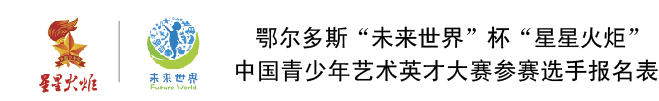 鄂尔多斯“未来世界”杯“星星火炬”
中国青少年艺术英才大赛参赛选手报名表
星星火炬
未来世界
Future World